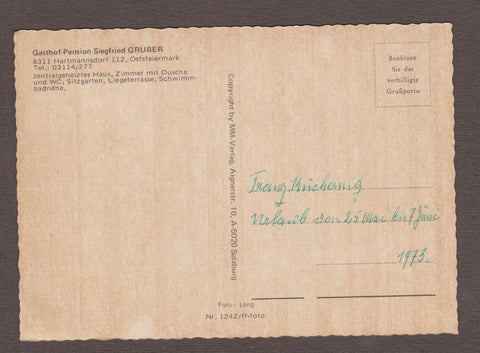 Gasthof-Pension Siegfried GRUBER
8311 Hartmannsdorf 112, Oststeiermark
Tel.: 03114/277
zentralgeheiztes Haus, Zimmer mit Dusche
und WC, Sitzgarten, Liegeterrasse, Schwimm-
badnähe.
Benützen
Sie das
verbilligte
Grußporto
Copyright by MM-Verlag, Aignerstr. 10, A-5020 Salzburg
Franz
Urlaub von 25 Mai bis 7 Juni
1973.
Foto: Lang
Nr. 1242/ff-foto